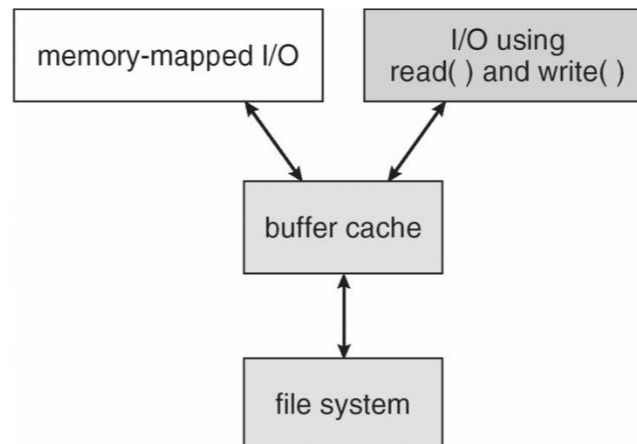 memory-mapped I/O
I/O using
read( ) and write( )
buffer cache
file system